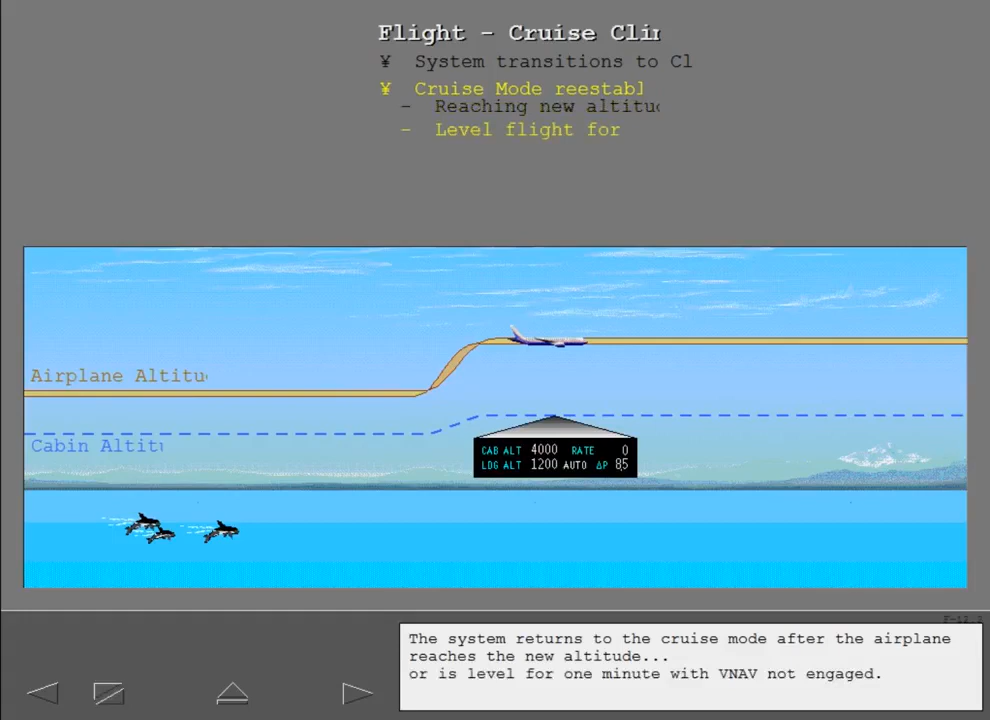 Flight - Cruise Clim
¥ System transitions to Cl
¥ Cruise Mode reestabl
- Reaching new altitud
- Level flight for
Airplane Altitu
CAB ALT 4000 RATE 0
LDG ALT 1200 AUTO ΔP 85
Cabin Altit
The system returns to the cruise mode after the airplane
reaches the new altitude...
or is level for one minute with VNAV not engaged.